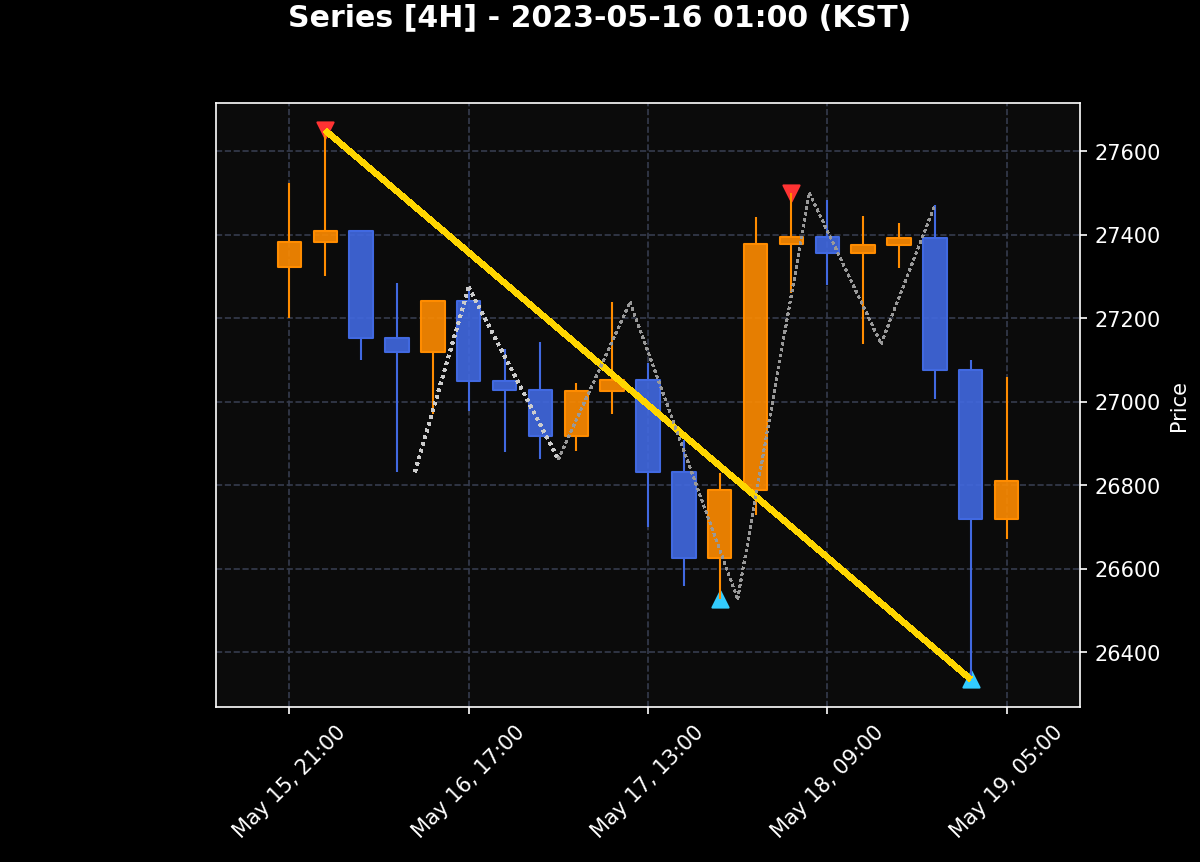 Series [4H] - 2023-05-16 01:00 (KST)
27600
27400
27200
27000
26800
26600
26400
Price
May 15, 21:00
May 16, 17:00
May 17, 13:00
May 18, 09:00
May 19, 05:00